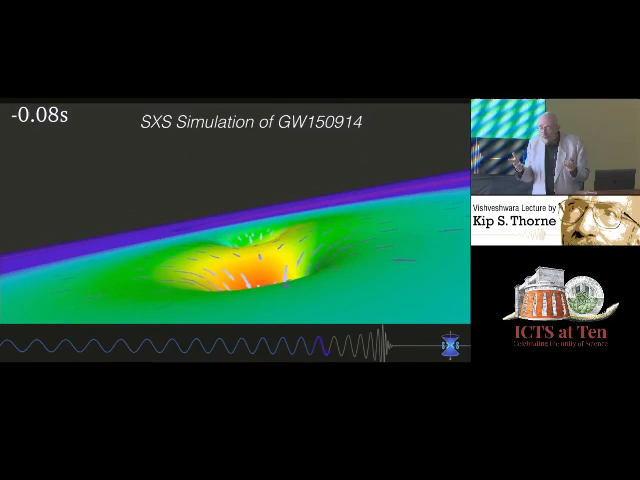 -0.08s
SXS Simulation of GW150914
Vishveshwara Lecture by
Kip S. Thorne
ICTS at Ten
Celebrating the unity of Science